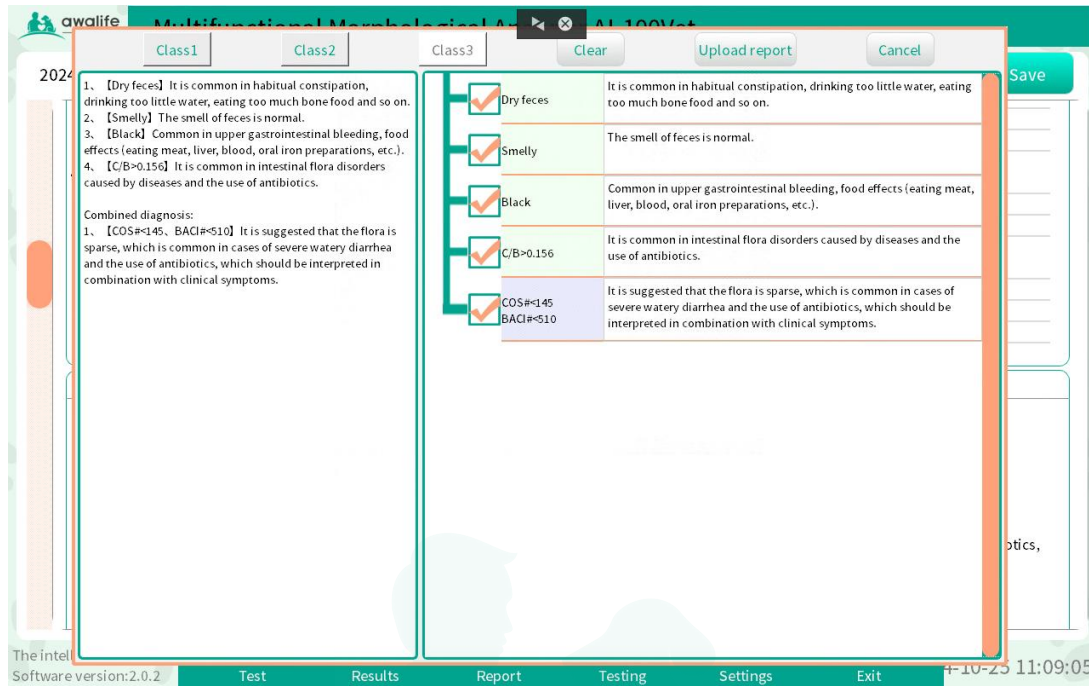 awalife
Class1 Class2 Class3 Clear Upload report Cancel
2024
Save
1、【Dry feces】It is common in habitual constipation,
drinking too little water, eating too much bone food and so on.
2、【Smelly】The smell of feces is normal.
3、【Black】Common in upper gastrointestinal bleeding, food
effects (eating meat, liver, blood, oral iron preparations, etc.).
4、【C/B>0.156】It is common in intestinal flora disorders
caused by diseases and the use of antibiotics.
Combined diagnosis:
1、【COS#<145、BACI#<510】It is suggested that the flora is
sparse, which is common in cases of severe watery diarrhea
and the use of antibiotics, which should be interpreted in
combination with clinical symptoms.
Dry feces
It is common in habitual constipation, drinking too little water, eating
too much bone food and so on.
Smelly
The smell of feces is normal.
Black
Common in upper gastrointestinal bleeding, food effects (eating meat,
liver, blood, oral iron preparations, etc.).
C/B>0.156
It is common in intestinal flora disorders caused by diseases and the
use of antibiotics.
COS#<145
BACI#<510
It is suggested that the flora is sparse, which is common in cases of
severe watery diarrhea and the use of antibiotics, which should be
interpreted in combination with clinical symptoms.
otics,
The intell
Software version:2.0.2
Test Results Report Testing Settings Exit
4-10-25 11:09:05